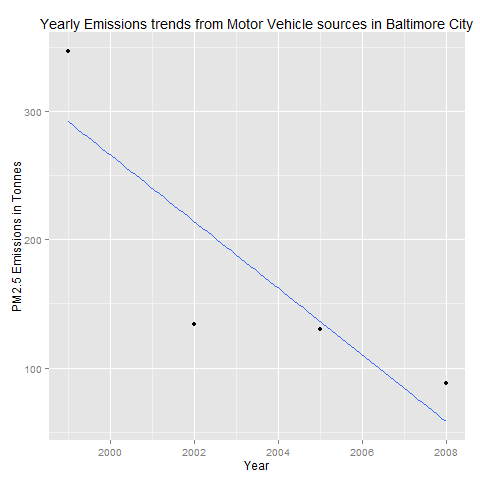 Yearly Emissions trends from Motor Vehicle sources in Baltimore City
PM2.5 Emissions in Tonnes
300
200
100
2000
2002
2004
2006
2008
Year